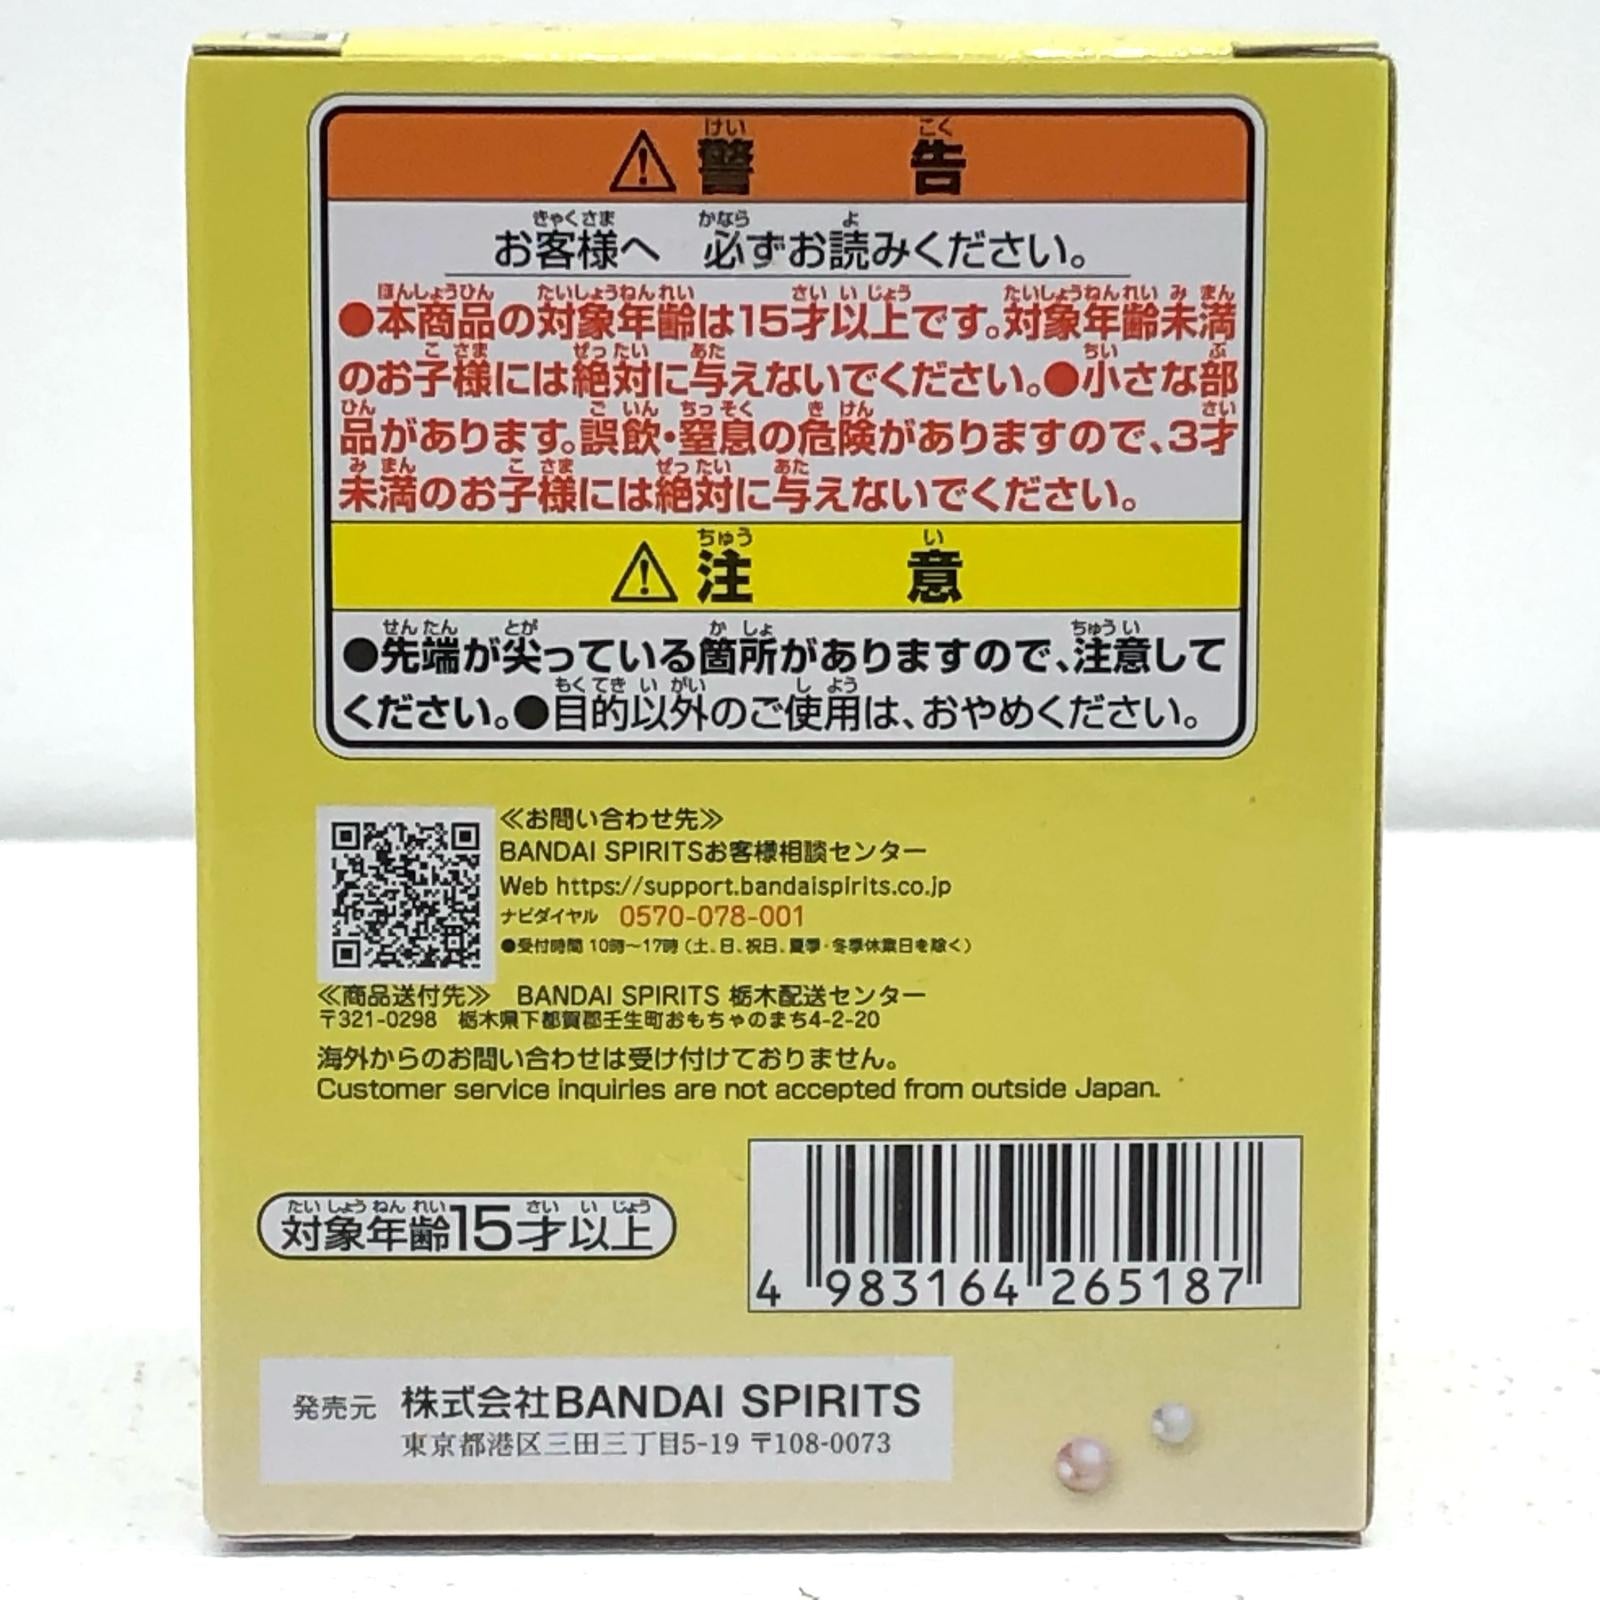 ⚠警告
お客様へ 必ずお読みください。
●本商品の対象年齢は15才以上です。対象年齢未満
のお子様には絶対に与えないでください。●小さな部
品があります。誤飲・窒息の危険がありますので、3才
未満のお子様には絶対に与えないでください。
⚠注意
●先端が尖っている箇所がありますので、注意して
ください。●目的以外のご使用は、おやめください。
≪お問い合わせ先≫
BANDAI SPIRITSお客様相談センター
Web https://support.bandaispirits.co.jp
ナビダイヤル 0570-078-001
●受付時間 10時～17時(土、日、祝日、夏季・冬季休業日を除く)
≪商品送付先≫ BANDAI SPIRITS 栃木配送センター
〒321-0298 栃木県下都賀郡壬生町おもちゃのまち4-2-20
海外からのお問い合わせは受け付けておりません。
Customer service inquiries are not accepted from outside Japan.
対象年齢15才以上
4 983164 265187
発売元 株式会社BANDAI SPIRITS
東京都港区三田三丁目5-19 〒108-0073